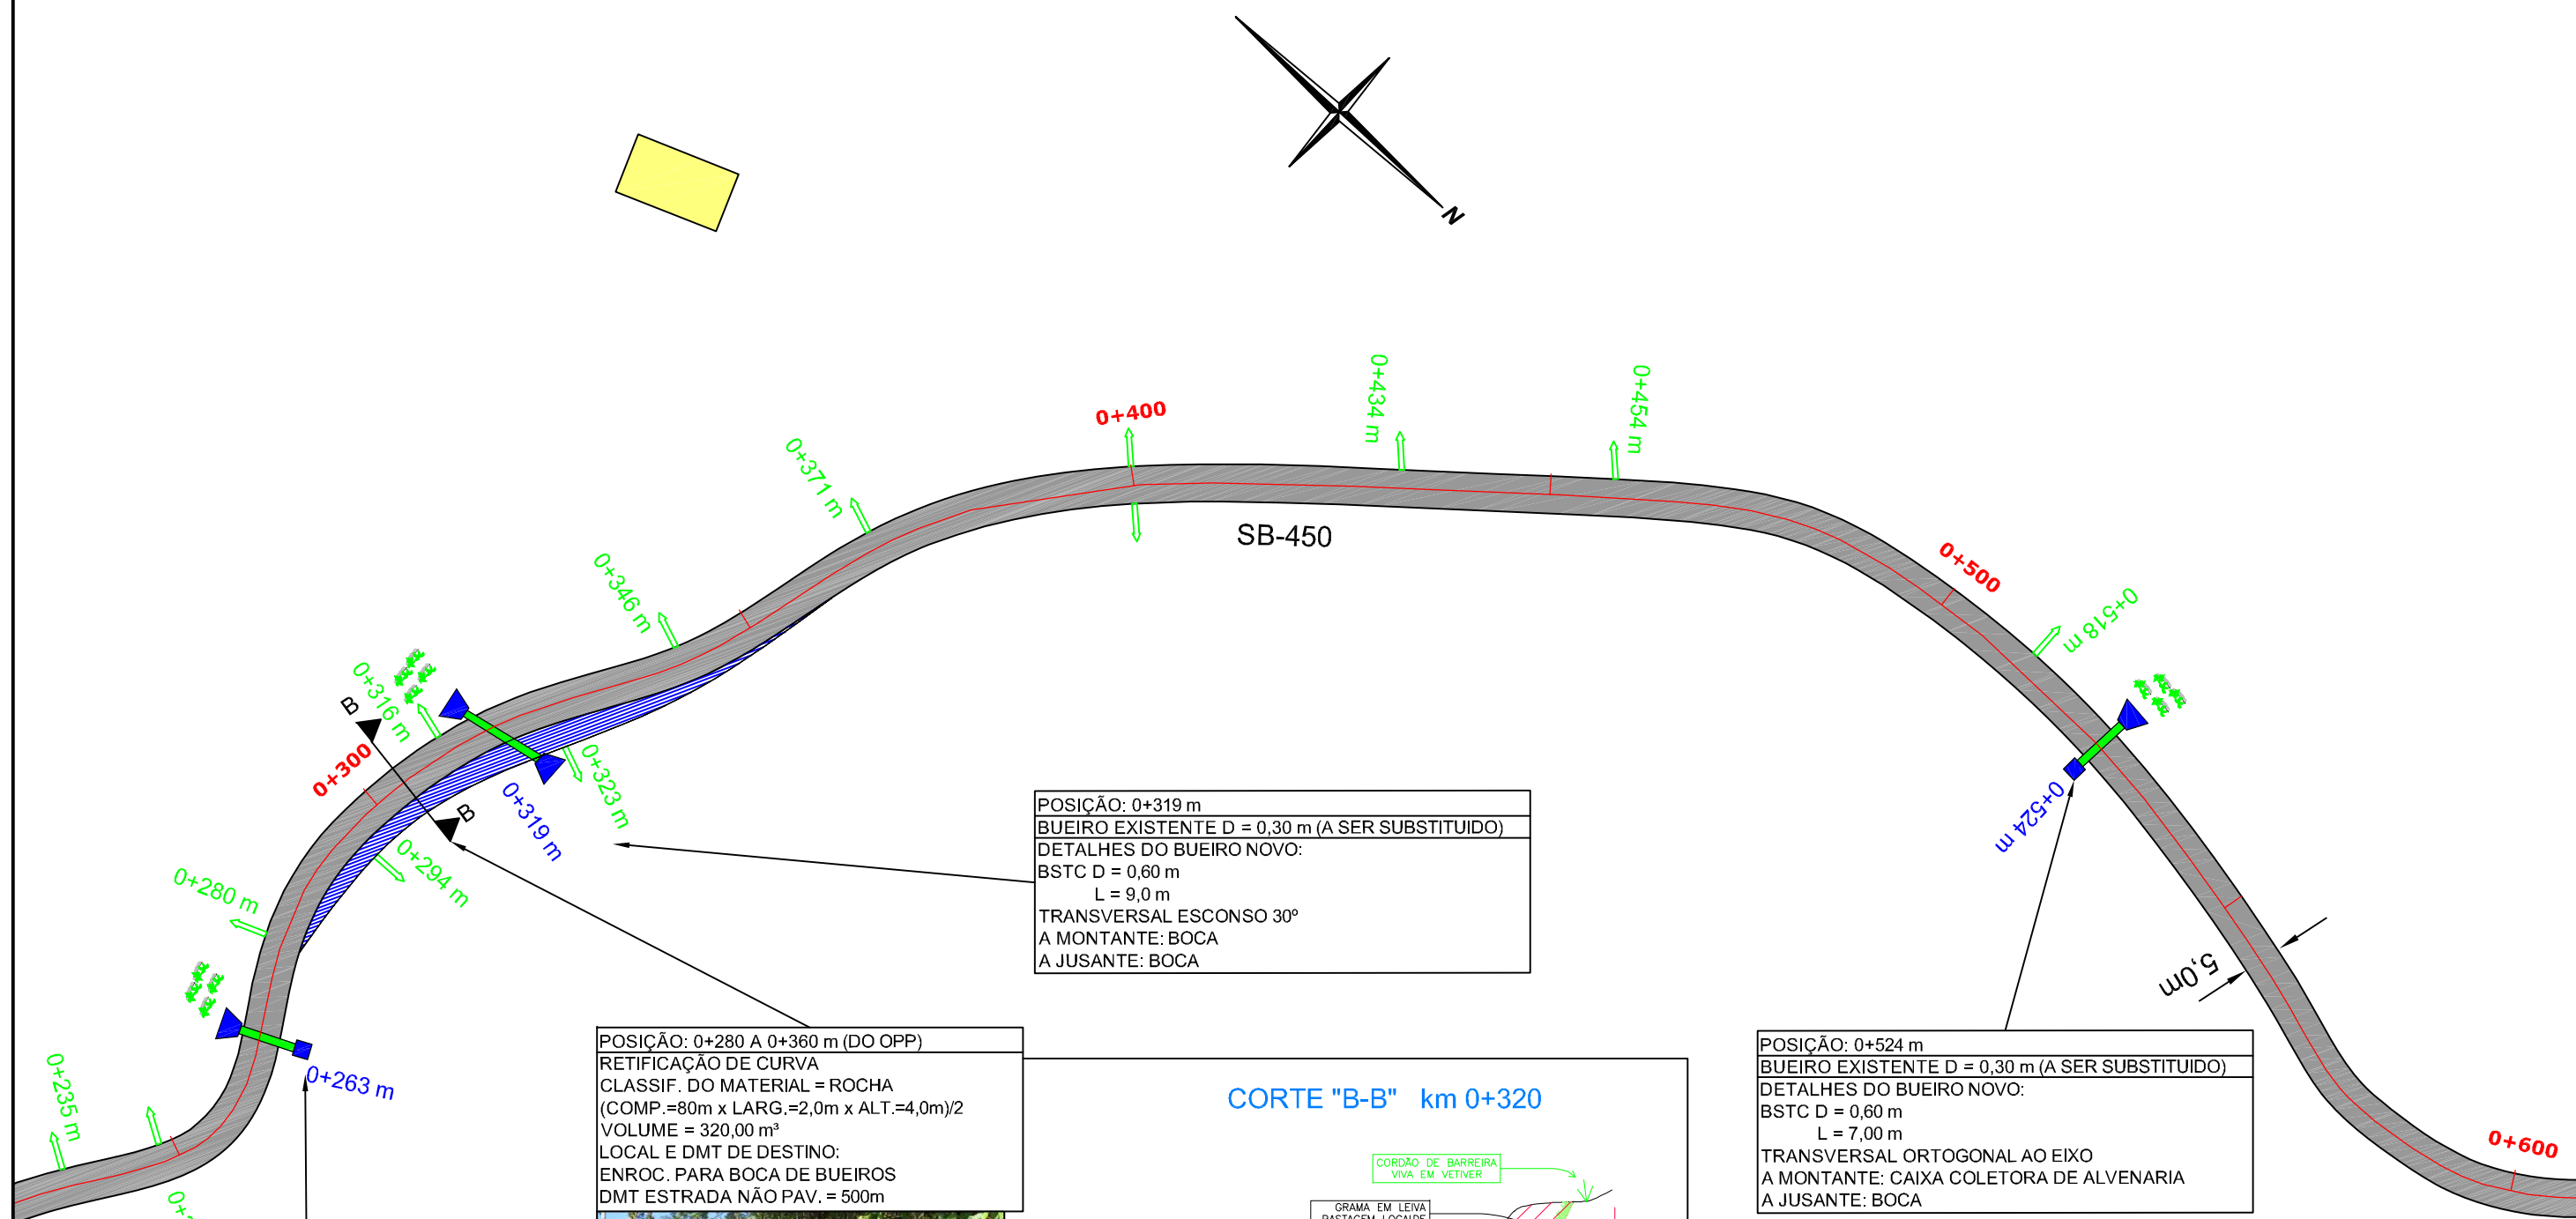 N
0+434 m
0+454 m
0+400
0+371 m
SB-450
0+346 m
0+500
0+518 m
0+316 m
B
0+300
B
0+319 m
0+323 m
0+294 m
0+280 m
0+524 m
5,0m
0+263 m
0+235 m
0+600
POSIÇÃO: 0+319 m
BUEIRO EXISTENTE D = 0,30 m (A SER SUBSTITUIDO)
DETALHES DO BUEIRO NOVO:
BSTC D = 0,60 m
L = 9,0 m
TRANSVERSAL ESCONSO 30º
A MONTANTE: BOCA
A JUSANTE: BOCA
POSIÇÃO: 0+280 A 0+360 m (DO OPP)
RETIFICAÇÃO DE CURVA
CLASSIF. DO MATERIAL = ROCHA
(COMP.=80m x LARG.=2,0m x ALT.=4,0m)/2
VOLUME = 320,00 m³
LOCAL E DMT DE DESTINO:
ENROC. PARA BOCA DE BUEIROS
DMT ESTRADA NÃO PAV. = 500m
CORTE "B-B" km 0+320
CORDÃO DE BARREIRA
VIVA EM VETIVER
GRAMA EM LEIVA
POSIÇÃO: 0+524 m
BUEIRO EXISTENTE D = 0,30 m (A SER SUBSTITUIDO)
DETALHES DO BUEIRO NOVO:
BSTC D = 0,60 m
L = 7,00 m
TRANSVERSAL ORTOGONAL AO EIXO
A MONTANTE: CAIXA COLETORA DE ALVENARIA
A JUSANTE: BOCA